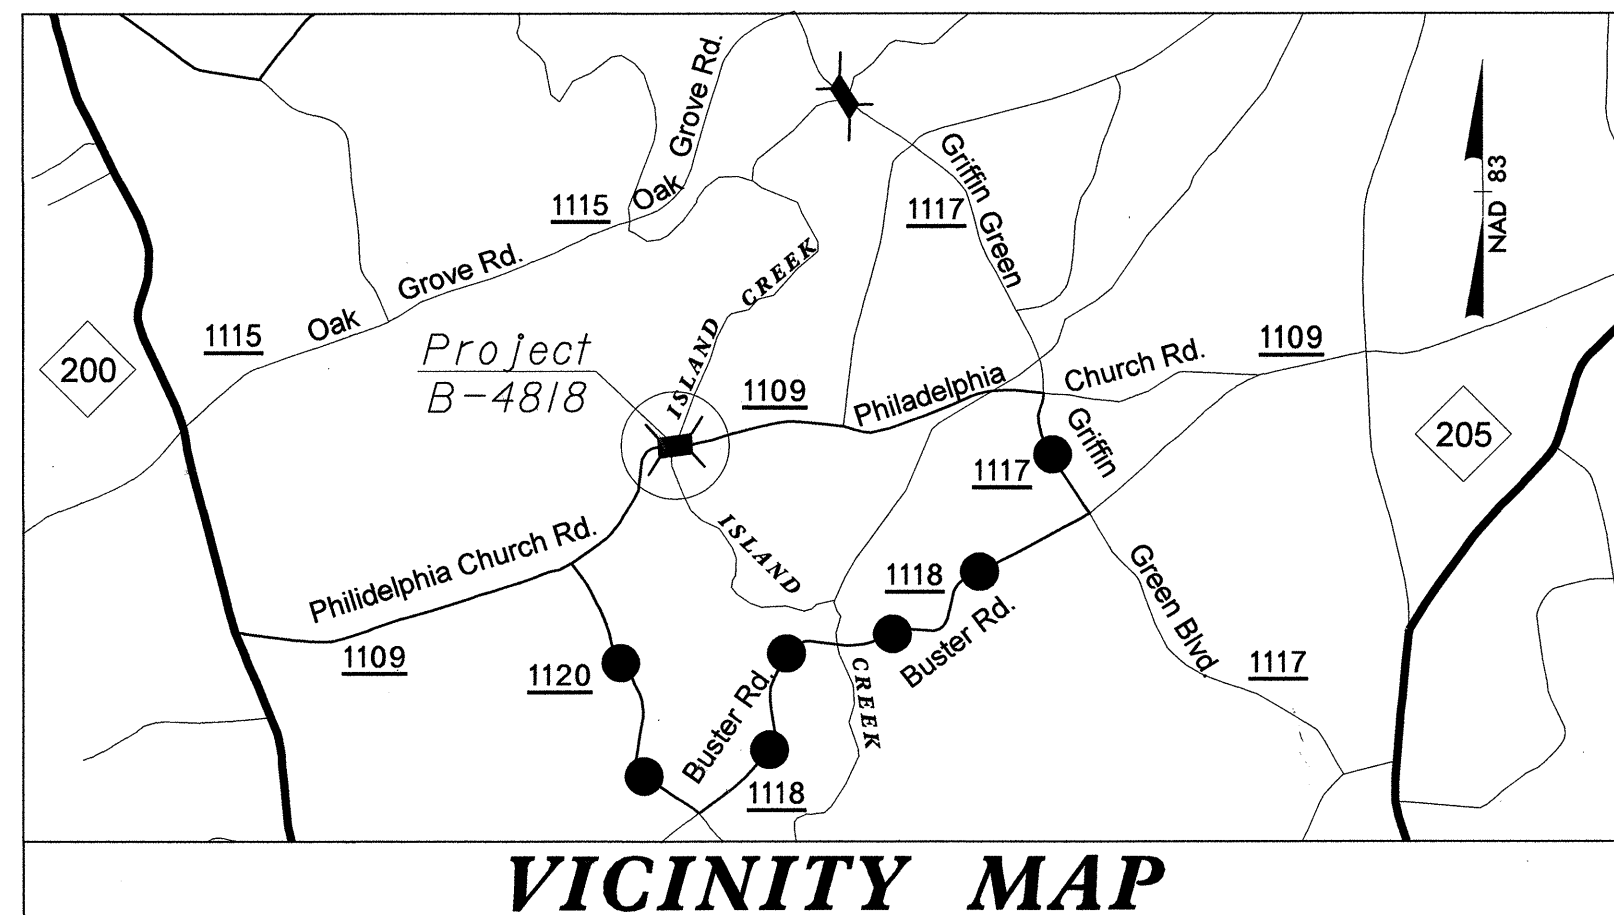 Grove Rd.
Oak
1115
Grove Rd.
Oak
1115
200
Project
B-4818
ISLAND CREEK
1117
Griffin Green
NAD 83
1109
1109
Philadelphia Church Rd.
205
Griffin
1117
ISLAND
CREEK
Philidelphia Church Rd.
1109
1118
Buster Rd.
Green Blvd.
1117
1120
Buster Rd.
1118
VICINITY MAP